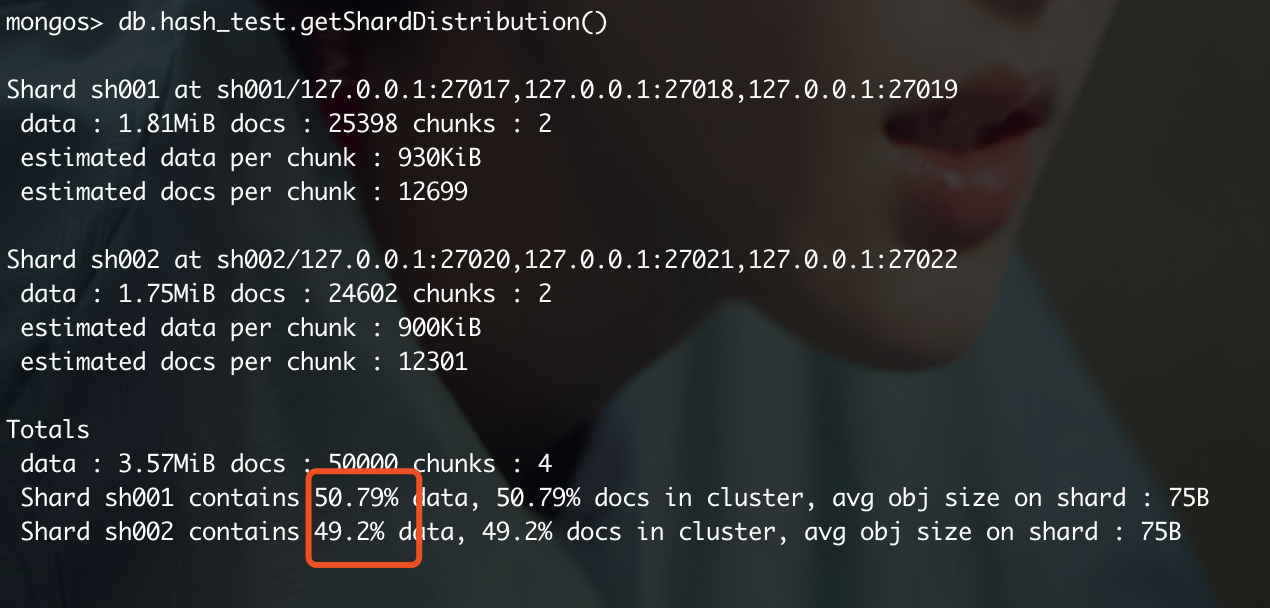 mongos> db.hash_test.getShardDistribution()
Shard sh001 at sh001/127.0.0.1:27017,127.0.0.1:27018,127.0.0.1:27019
data : 1.81MiB docs : 25398 chunks : 2
estimated data per chunk : 930KiB
estimated docs per chunk : 12699
Shard sh002 at sh002/127.0.0.1:27020,127.0.0.1:27021,127.0.0.1:27022
data : 1.75MiB docs : 24602 chunks : 2
estimated data per chunk : 900KiB
estimated docs per chunk : 12301
Totals
data : 3.57MiB docs : 50000 chunks : 4
Shard sh001 contains 50.79% data, 50.79% docs in cluster, avg obj size on shard : 75B
Shard sh002 contains 49.2% data, 49.2% docs in cluster, avg obj size on shard : 75B